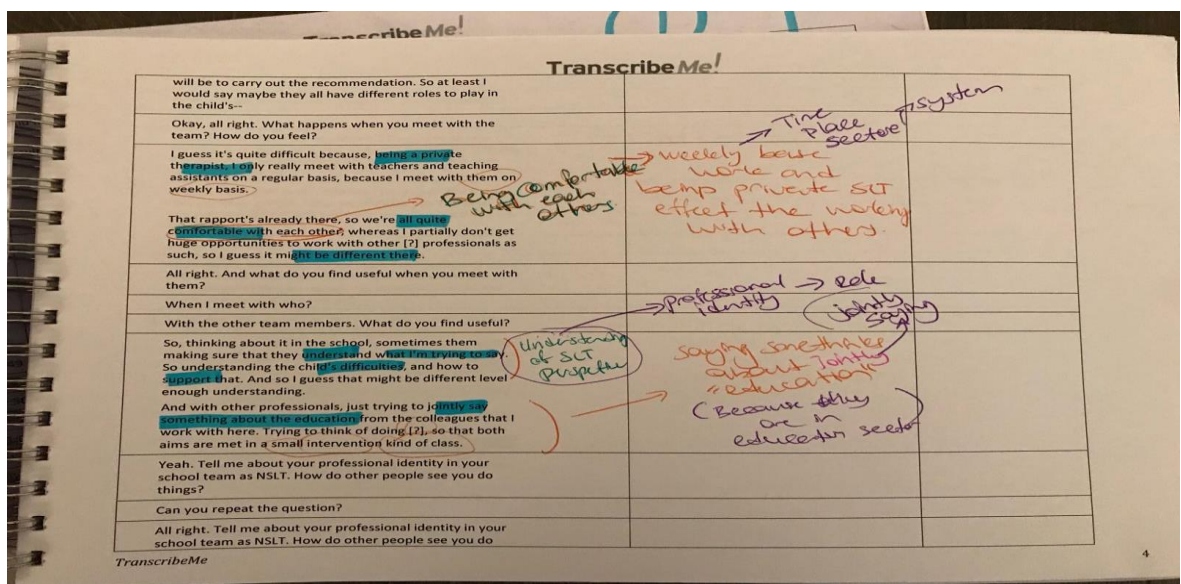 TranscribeMe!
TranscribeMe!
will be to carry out the recommendation. So at least I
would say maybe they all have different roles to play in
the child's--
Okay, all right. What happens when you meet with the
team? How do you feel?
I guess it's quite difficult because, being a private
therapist, I only really meet with teachers and teaching
assistants on a regular basis, because I meet with them on
weekly basis.
That rapport's already there, so we're all quite
comfortable with each other, whereas I partially don't get
huge opportunities to work with other [?] professionals as
such, so I guess it might be different there.
Being comfortable
with each
others
→ weekly base
work and
being private SLT
effect the working
with others.
→ Time
Place
sector
→ system
All right. And what do you find useful when you meet with
them?
When I meet with who?
With the other team members. What do you find useful?
So, thinking about it in the school, sometimes them
making sure that they understand what I'm trying to say.
So understanding the child's difficulties, and how to
support that. And so I guess that might be different level
enough understanding.
And with other professionals, just trying to jointly say
something about the education from the colleagues that I
work with here. Trying to think of doing [?], so that both
aims are met in a small intervention kind of class.
Understanding
of SLT
→ professional → role
identity
jointly
saying
saying
about jointly
"education"
(Because they
are in
sector
Yeah. Tell me about your professional identity in your
school team as NSLT. How do other people see you do
things?
Can you repeat the question?
All right. Tell me about your professional identity in your
school team as NSLT. How do other people see you do
TranscribeMe
4